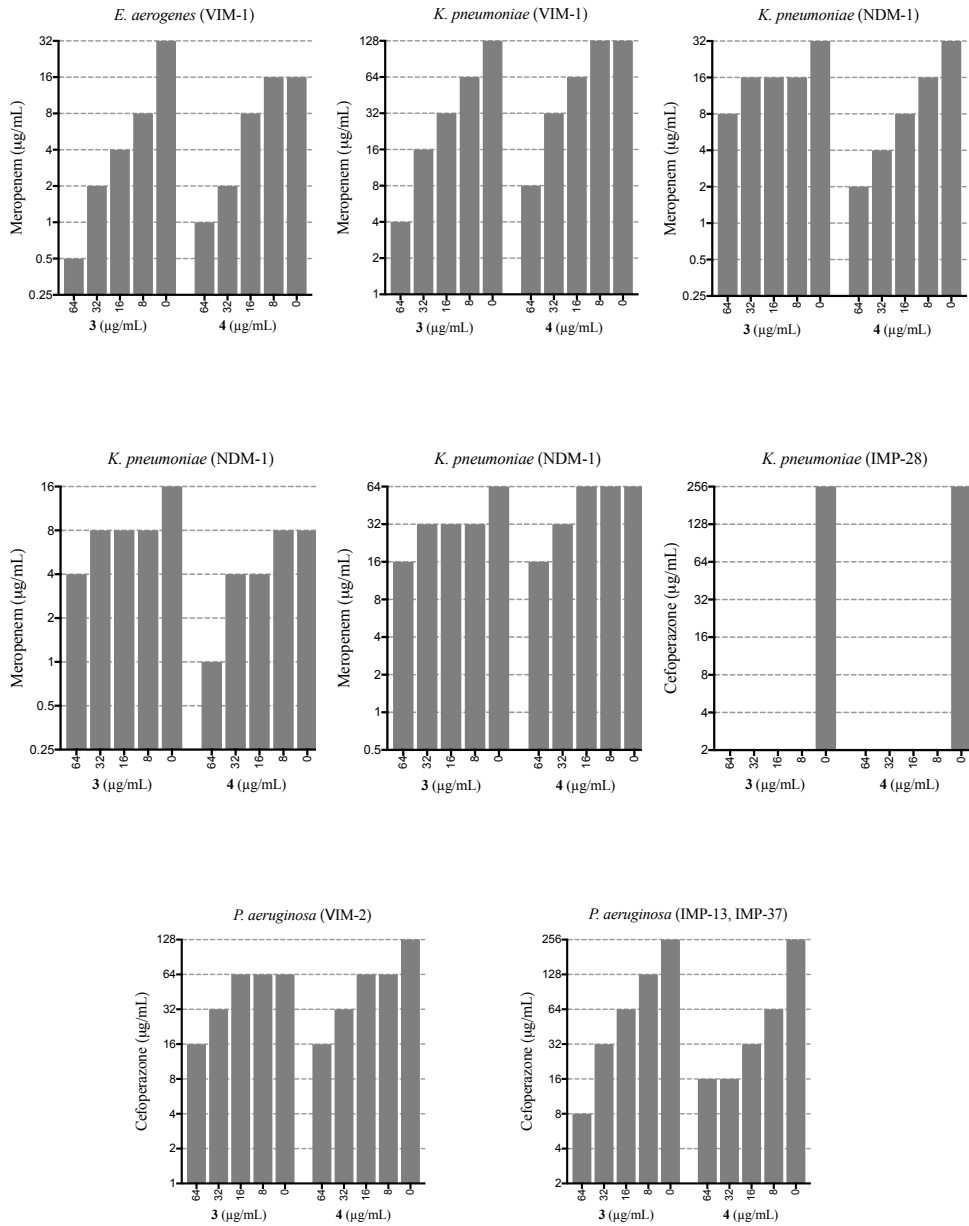 E. aerogenes (VIM-1)
Meropenem (μg/mL)
32
16
8
4
2
1
0.5
0.25
64 32 16 8 0 64 32 16 8 0
3 (μg/mL) 4 (μg/mL)
K. pneumoniae (VIM-1)
Meropenem (μg/mL)
128
64
32
16
8
4
2
1
64 32 16 8 0 64 32 16 8 0
3 (μg/mL) 4 (μg/mL)
K. pneumoniae (NDM-1)
Meropenem (μg/mL)
32
16
8
4
2
1
0.5
0.25
64 32 16 8 0 64 32 16 8 0
3 (μg/mL) 4 (μg/mL)
K. pneumoniae (NDM-1)
Meropenem (μg/mL)
16
8
4
2
1
0.5
0.25
64 32 16 8 0 64 32 16 8 0
3 (μg/mL) 4 (μg/mL)
K. pneumoniae (NDM-1)
Meropenem (μg/mL)
64
32
16
8
4
2
1
0.5
64 32 16 8 0 64 32 16 8 0
3 (μg/mL) 4 (μg/mL)
K. pneumoniae (IMP-28)
Cefoperazone (μg/mL)
256
128
64
32
16
8
4
2
64 32 16 8 0 64 32 16 8 0
3 (μg/mL) 4 (μg/mL)
P. aeruginosa (VIM-2)
Cefoperazone (μg/mL)
128
64
32
16
8
4
2
1
64 32 16 8 0 64 32 16 8 0
3 (μg/mL) 4 (μg/mL)
P. aeruginosa (IMP-13, IMP-37)
Cefoperazone (μg/mL)
256
128
64
32
16
8
4
2
64 32 16 8 0 64 32 16 8 0
3 (μg/mL) 4 (μg/mL)